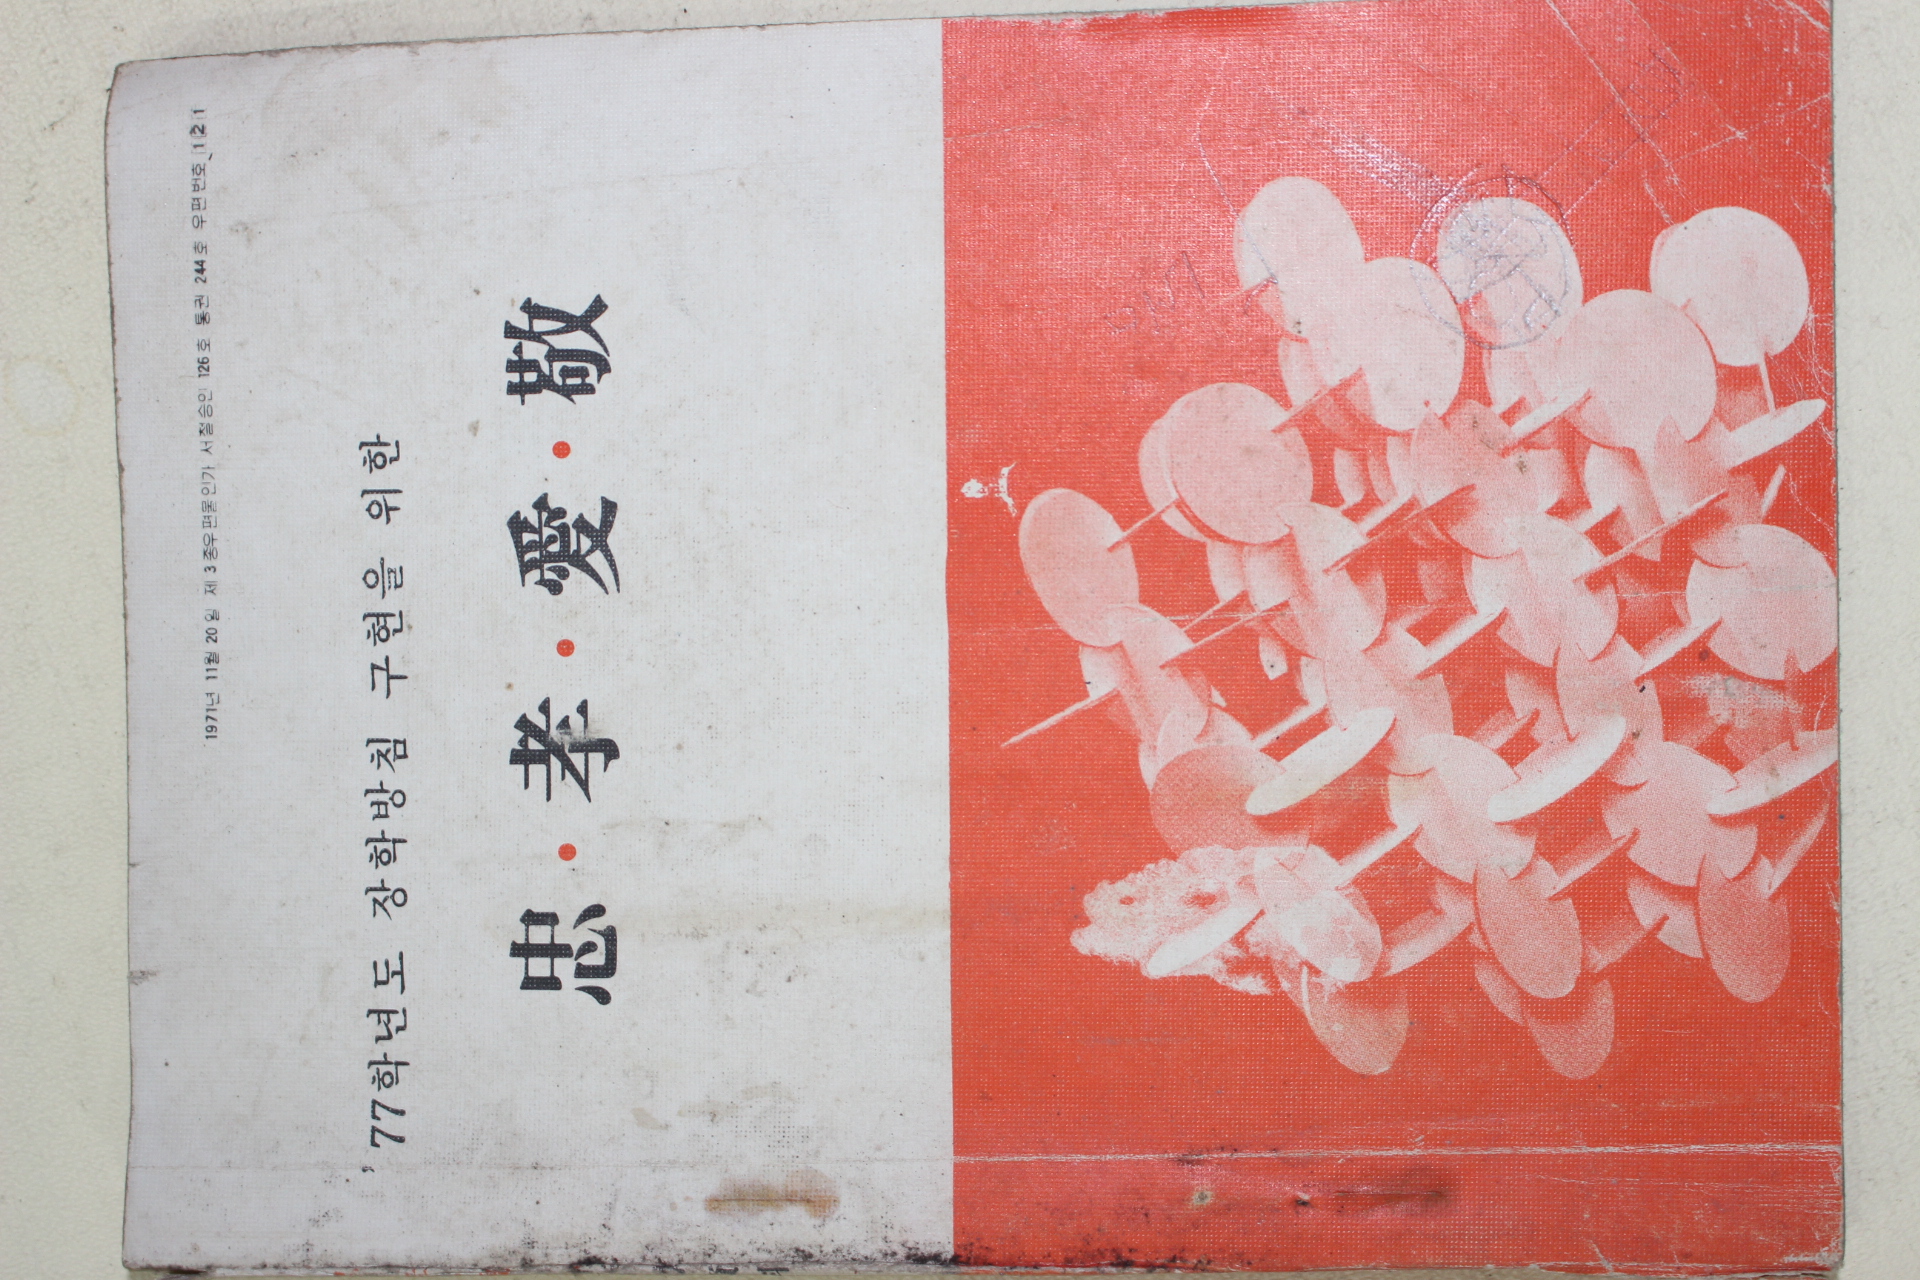 1971년 11월 20일 제3종우편물인가 서철승인 126호 통권 244호 우편번호 121
'77학년도 장학방침 구현을 위한
忠·孝·愛·敬